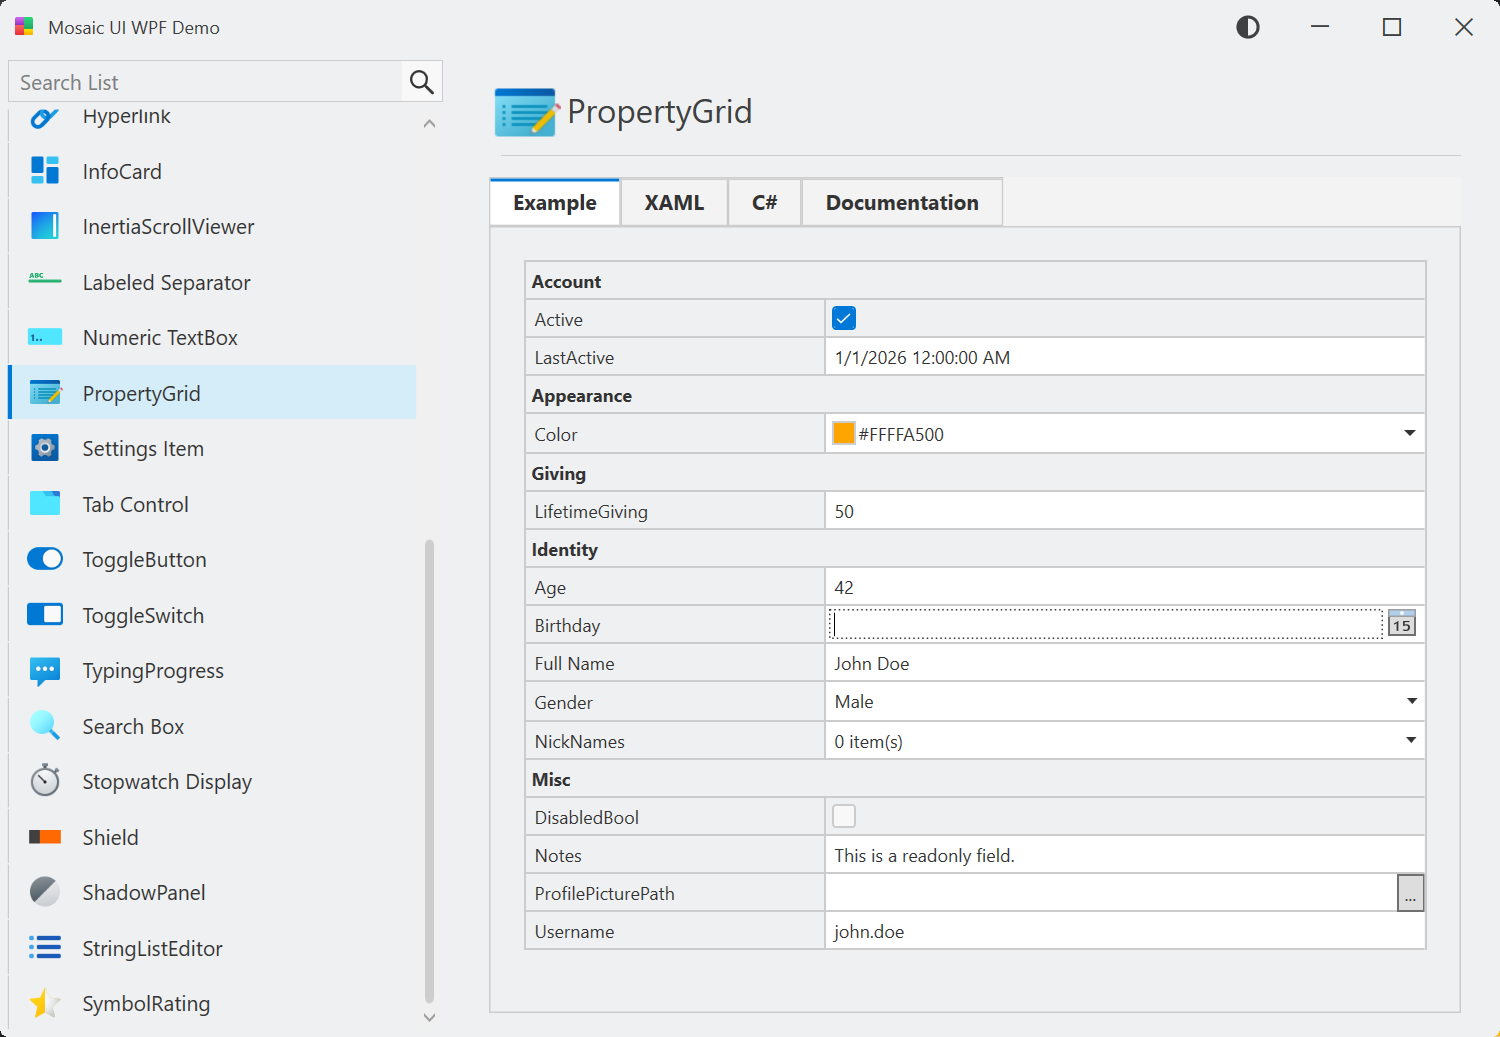 Mosaic UI WPF Demo
Search List
Hyperlink
InfoCard
InertiaScrollViewer
ABC
Labeled Separator
1..
Numeric TextBox
PropertyGrid
Settings Item
Tab Control
ToggleButton
ToggleSwitch
TypingProgress
Search Box
Stopwatch Display
Shield
ShadowPanel
StringListEditor
SymbolRating
PropertyGrid
Example XAML C# Documentation
Account
Active
LastActive 1/1/2026 12:00:00 AM
Appearance
Color #FFFFA500
Giving
LifetimeGiving 50
Identity
Age 42
Birthday 15
Full Name John Doe
Gender Male
NickNames 0 item(s)
Misc
DisabledBool
Notes This is a readonly field.
ProfilePicturePath ...
Username john.doe